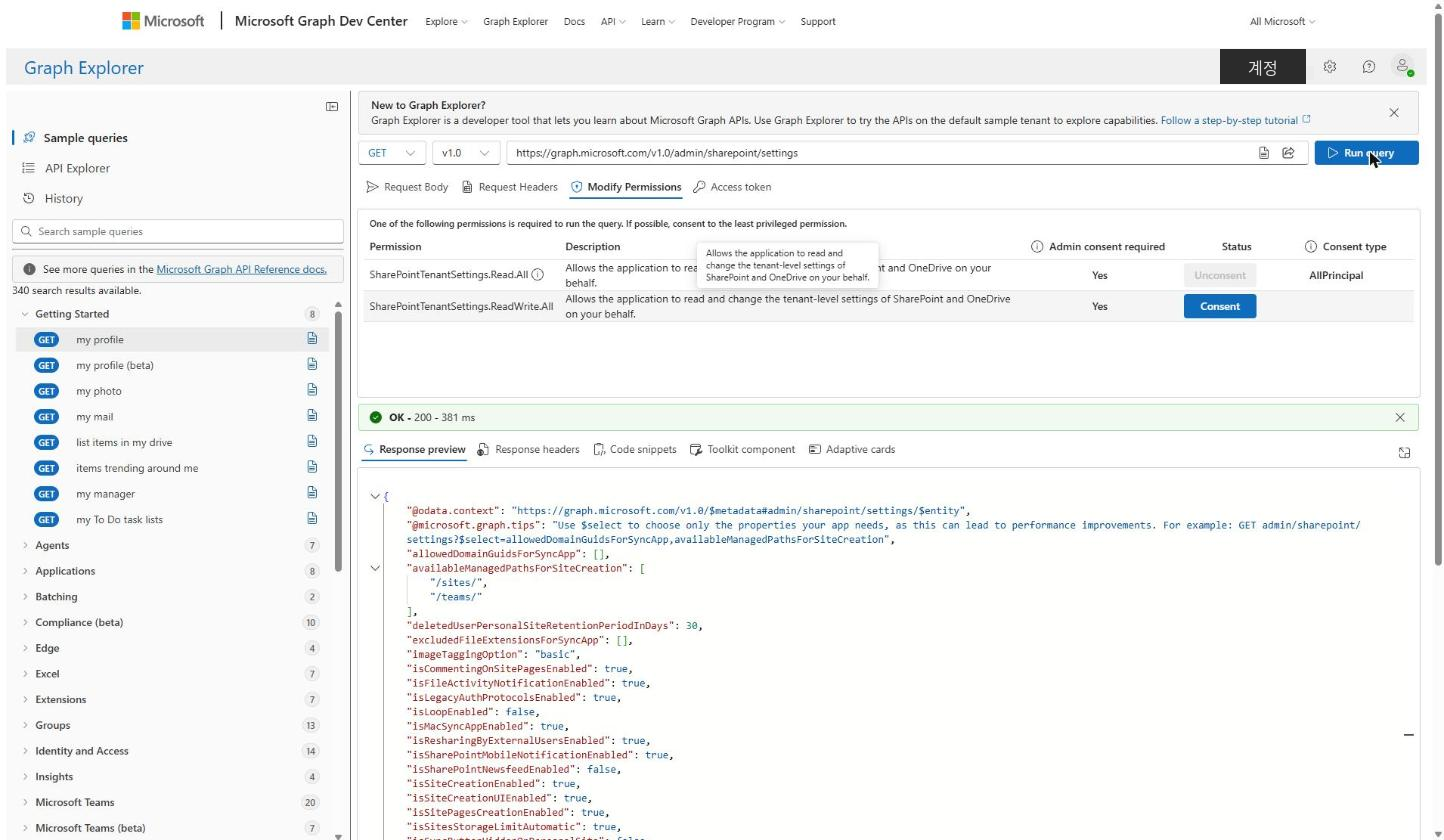 Microsoft
Microsoft Graph Dev Center
Explore
Graph Explorer
Docs
API
Learn
Developer Program
Support
All Microsoft
Graph Explorer
계정
Sample queries
API Explorer
History
Search sample queries
See more queries in the Microsoft Graph API Reference docs.
340 search results available.
Getting Started 8
GET my profile
GET my profile (beta)
GET my photo
GET my mail
GET list items in my drive
GET items trending around me
GET my manager
GET my To Do task lists
Agents 7
Applications 8
Batching 2
Compliance (beta) 10
Edge 4
Excel 7
Extensions 7
Groups 13
Identity and Access 14
Insights 4
Microsoft Teams 20
Microsoft Teams (beta) 7
New to Graph Explorer?
Graph Explorer is a developer tool that lets you learn about Microsoft Graph APIs. Use Graph Explorer to try the APIs on the default sample tenant to explore capabilities. Follow a step-by-step tutorial
GET v1.0 https://graph.microsoft.com/v1.0/admin/sharepoint/settings Run query
Request Body Request Headers Modify Permissions Access token
One of the following permissions is required to run the query. If possible, consent to the least privileged permission.
Permission Description Admin consent required Status Consent type
Allows the application to read and
change the tenant-level settings of
SharePoint and OneDrive on your behalf.
SharePointTenantSettings.Read.All Allows the application to rea nt and OneDrive on your
behalf. Yes Unconsent AllPrincipal
SharePointTenantSettings.ReadWrite.All Allows the application to read and change the tenant-level settings of SharePoint and OneDrive
on your behalf. Yes Consent
OK - 200 - 381 ms
Response preview Response headers Code snippets Toolkit component Adaptive cards
{
"@odata.context": "https://graph.microsoft.com/v1.0/$metadata#admin/sharepoint/settings/$entity",
"@microsoft.graph.tips": "Use $select to choose only the properties your app needs, as this can lead to performance improvements. For example: GET admin/sharepoint/
settings?$select=allowedDomainGuidsForSyncApp,availableManagedPathsForSiteCreation",
"allowedDomainGuidsForSyncApp": [],
"availableManagedPathsForSiteCreation": [
"/sites/",
"/teams/"
],
"deletedUserPersonalSiteRetentionPeriodInDays": 30,
"excludedFileExtensionsForSyncApp": [],
"imageTaggingOption": "basic",
"isCommentingOnSitePagesEnabled": true,
"isFileActivityNotificationEnabled": true,
"isLegacyAuthProtocolsEnabled": true,
"isLoopEnabled": false,
"isMacSyncAppEnabled": true,
"isResharingByExternalUsersEnabled": true,
"isSharePointMobileNotificationEnabled": true,
"isSharePointNewsfeedEnabled": false,
"isSiteCreationEnabled": true,
"isSiteCreationUIEnabled": true,
"isSitePagesCreationEnabled": true,
"isSitesStorageLimitAutomatic": true,